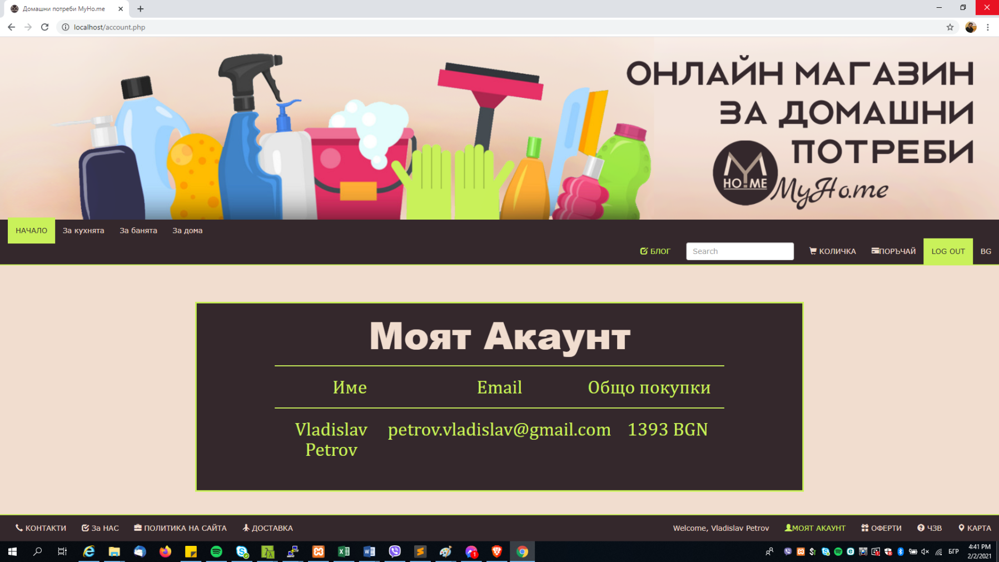 Домашни потреби MyHo.me
localhost/account.php
ОНЛАЙН МАГАЗИН
ЗА ДОМАШНИ
ПОТРЕБИ
MY
HO.ME
MyHo.me
НАЧАЛО За кухнята За банята За дома
БЛОГ Search КОЛИЧКА ПОРЪЧАЙ LOG OUT BG
Моят Акаунт
Име Email Общо покупки
Vladislav petrov.vladislav@gmail.com 1393 BGN
Petrov
КОНТАКТИ За НАС ПОЛИТИКА НА САЙТА ДОСТАВКА Welcome, Vladislav Petrov МОЯТ АКАУНТ ОФЕРТИ ЧЗВ КАРТА
БГР 4:41 PM
2/2/2021